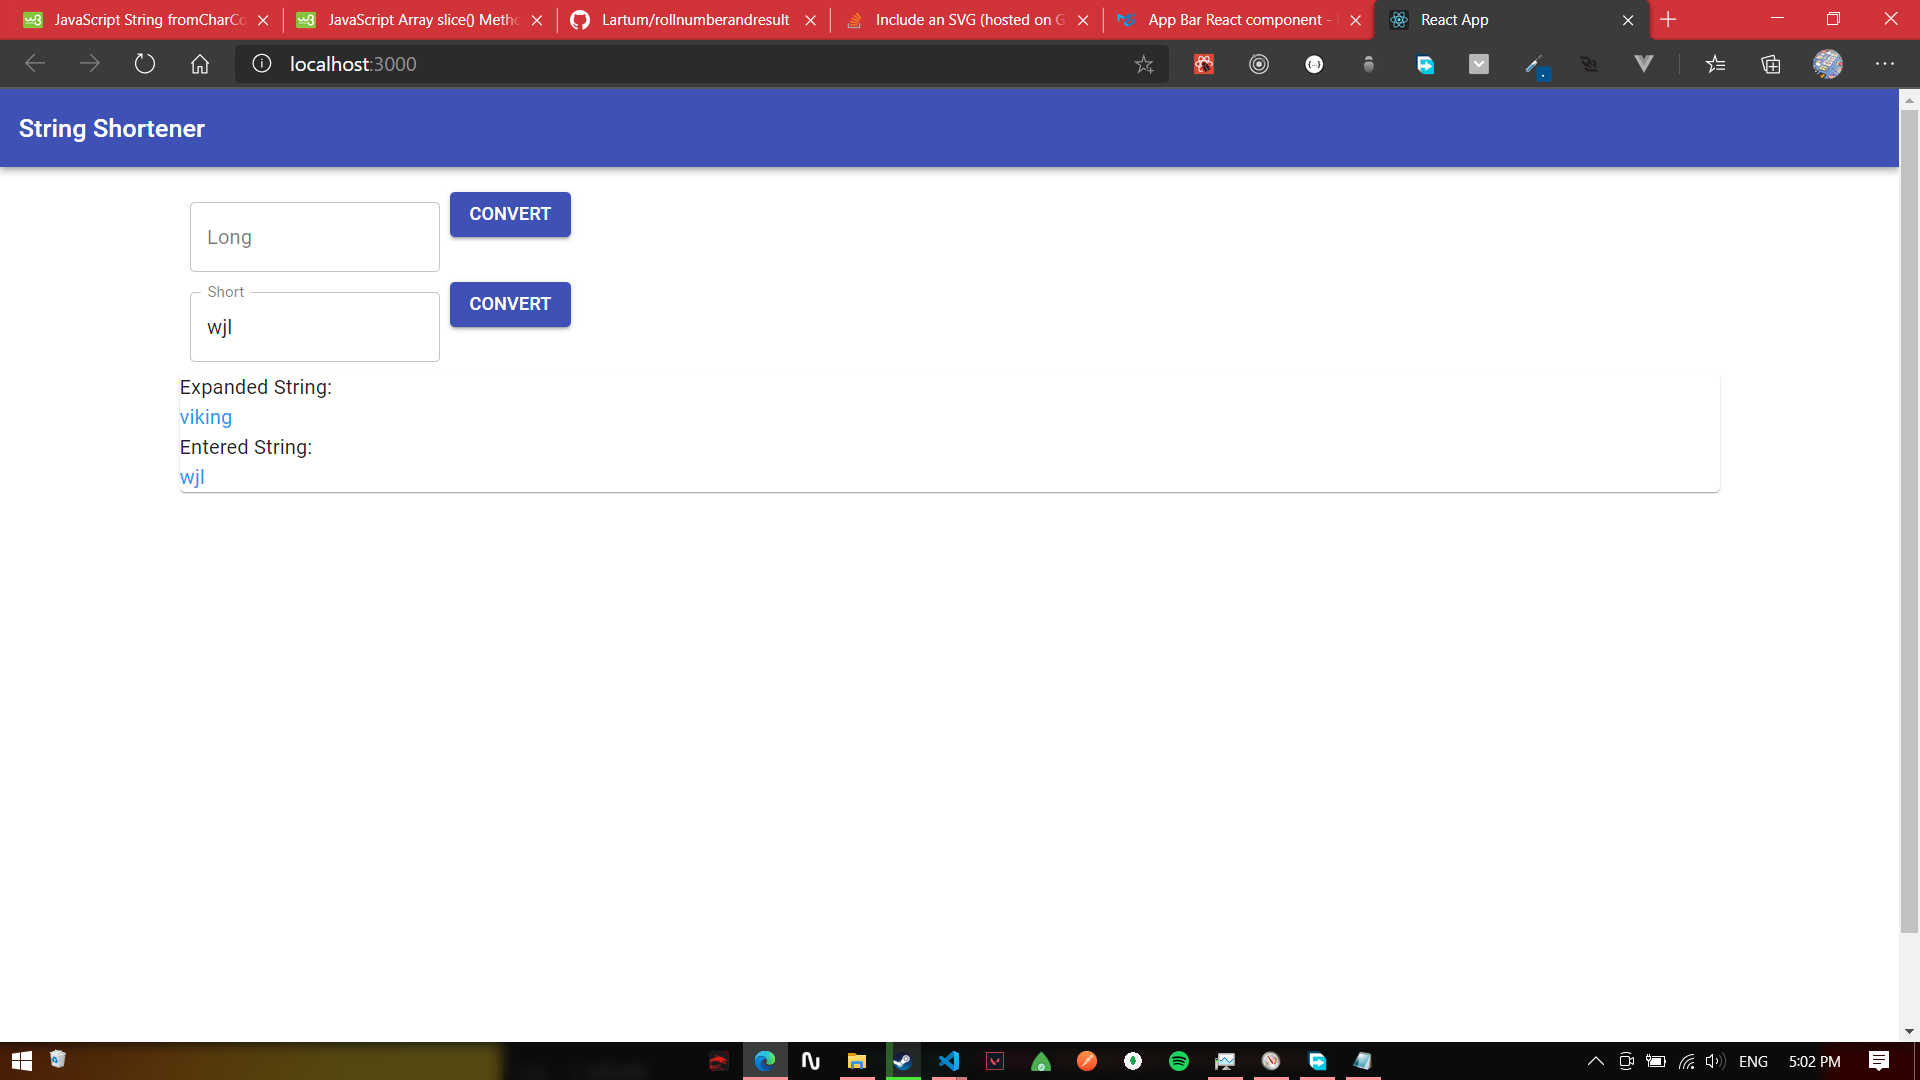 JavaScript String fromCharCo
JavaScript Array slice() Metho
Lartum/rollnumberandresult
Include an SVG (hosted on G
App Bar React component -
React App
localhost:3000
String Shortener
Long
CONVERT
Short
wjl
CONVERT
Expanded String:
viking
Entered String:
wjl
ENG
5:02 PM